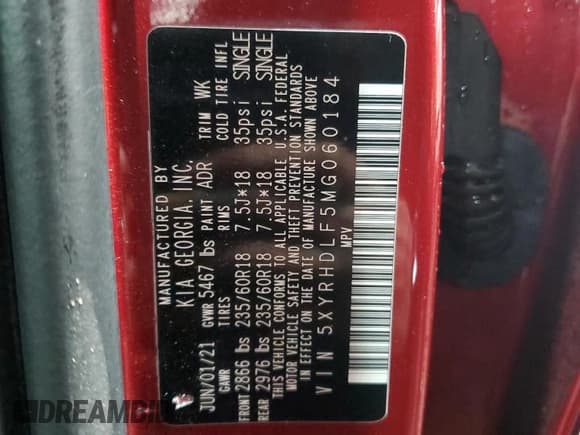 MANUFACTURED BY
KIA GEORGIA, INC.
JUN/01/21 GVWR 5467 lbs PAINT ADR TRIM WK
GAWR TIRES RIMS COLD TIRE INFL
FRONT 2866 lbs 235/60R18 7.5J*18 35psi SINGLE
REAR 2976 lbs 235/60R18 7.5J*18 35psi SINGLE
THIS VEHICLE CONFORMS TO ALL APPLICABLE U.S.A. FEDERAL
MOTOR VEHICLE SAFETY AND THEFT PREVENTION STANDARDS
IN EFFECT ON THE DATE OF MANUFACTURE SHOWN ABOVE
VIN 5XYRHDLF5MG060184
MPV